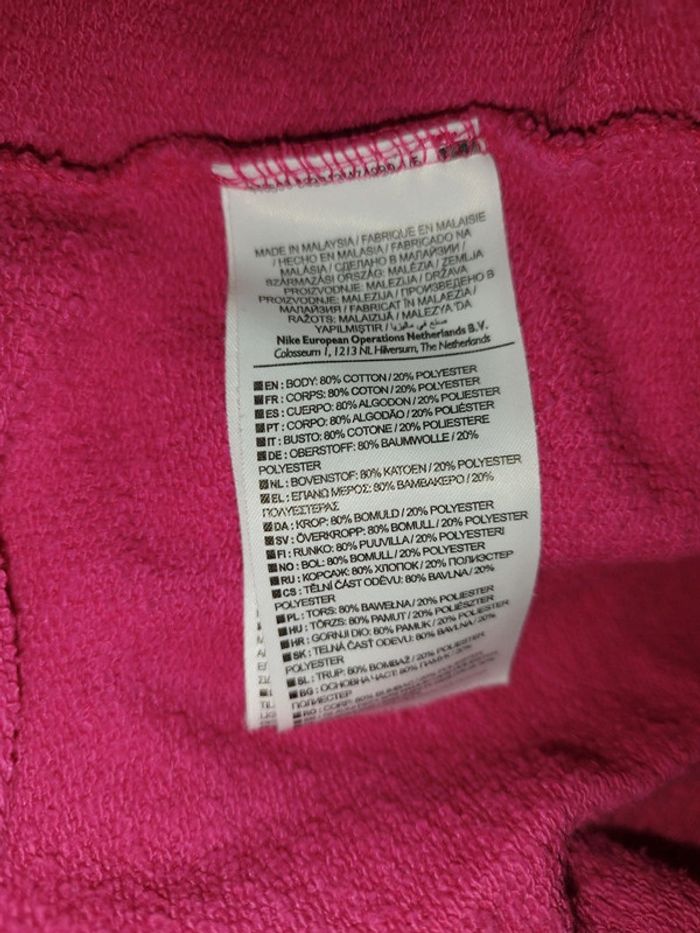 MADE IN MALAYSIA / FABRIQUE EN MALAISIE
/ HECHO EN MALASIA / FABRICADO NA
MALÁSIA / СДЕЛАНО В МАЛАЙЗИИ /
SZÁRMAZÁSI ORSZÁG: MALÉZIA / ZEMLJA
PROIZVODNJE: MALEZIJA / DRŽAVA
PROIZVODNJE: MALEZIJA / ПРОИЗВЕДЕНО В
МАЛАЙЗИЯ / FABRICAT ÎN MALAEZIA /
RAŽOTS: MALAIZIJĀ / MALEZYA 'DA
YAPILMIŞTIR / صنع في ماليزيا
Nike European Operations Netherlands B.V.
Colosseum 1, 1213 NL Hilversum, The Netherlands
EN : BODY: 80% COTTON / 20% POLYESTER
FR : CORPS: 80% COTON / 20% POLYESTER
ES : CUERPO: 80% ALGODON / 20% POLIESTER
PT : CORPO: 80% ALGODÃO / 20% POLIÉSTER
IT : BUSTO: 80% COTONE / 20% POLIESTERE
DE : OBERSTOFF: 80% BAUMWOLLE / 20%
POLYESTER
NL : BOVENSTOF: 80% KATOEN / 20% POLYESTER
EL : ΕΠΑΝΩ ΜΕΡΟΣ: 80% ΒΑΜΒΑΚΕΡΟ / 20%
ΠΟΛΥΕΣΤΕΡΑΣ
DA : KROP: 80% BOMULD / 20% POLYESTER
SV : ÖVERKROPP: 80% BOMULL / 20% POLYESTER
FI : RUNKO: 80% PUUVILLA / 20% POLYESTERI
NO : BOL: 80% BOMULL / 20% POLYESTER
RU : КОРСАЖ: 80% ХЛОПОК / 20% ПОЛИЭСТЕР
CS : TĚLNÍ ČÁST ODĚVU: 80% BAVLNA / 20%
POLYESTER
PL : TORS: 80% BAWEŁNA / 20% POLIESTER
HU : TÖRZS: 80% PAMUT / 20% POLIÉSZTER
HR : GORNJI DIO: 80% PAMUK / 20% POLIESTER
SK : TELNÁ ČASŤ ODEVU: 80% BAVLNA / 20%
POLYESTER
SL : TRUP: 80% BOMBAŽ / 20% POLIESTER
BG : ОСНОВНА ЧАСТ: 80% ПАМУК / 20%
ПОЛИЕСТЕР
RO : CORP: 80%